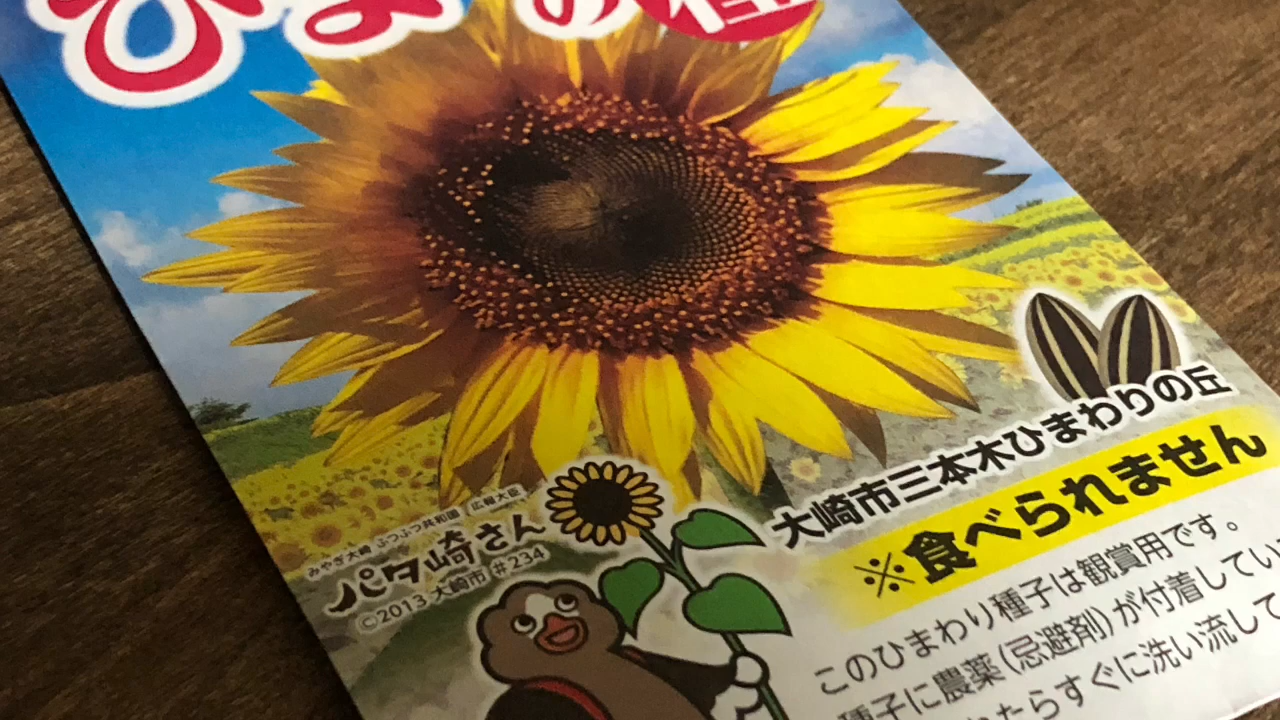 の種
大崎市三本木ひまわりの丘
※食べられません
みやぎ大崎 ふつふつ共和国 広報大臣
パタ崎さん
©2013 大崎市 #234
このひまわり種子は観賞用です。
種子に農薬(忌避剤)が付着してい
たらすぐに洗い流して